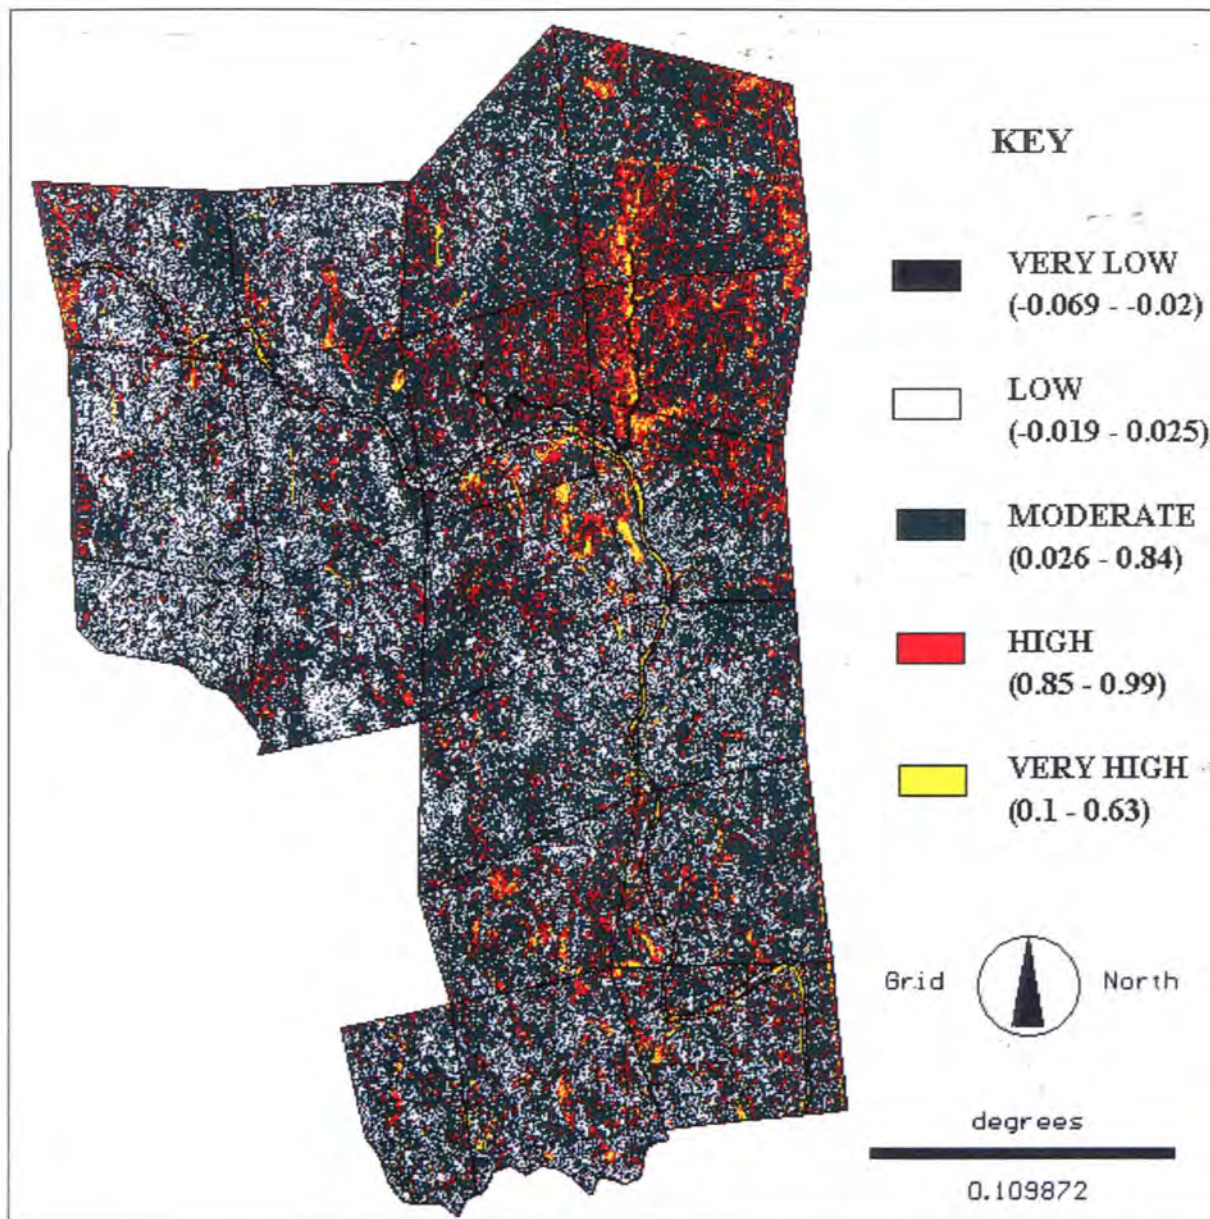 KEY
VERY LOW
(-0.069 - -0.02)
LOW
(-0.019 - 0.025)
MODERATE
(0.026 - 0.84)
HIGH
(0.85 - 0.99)
VERY HIGH
(0.1 - 0.63)
Grid North
degrees
0.109872